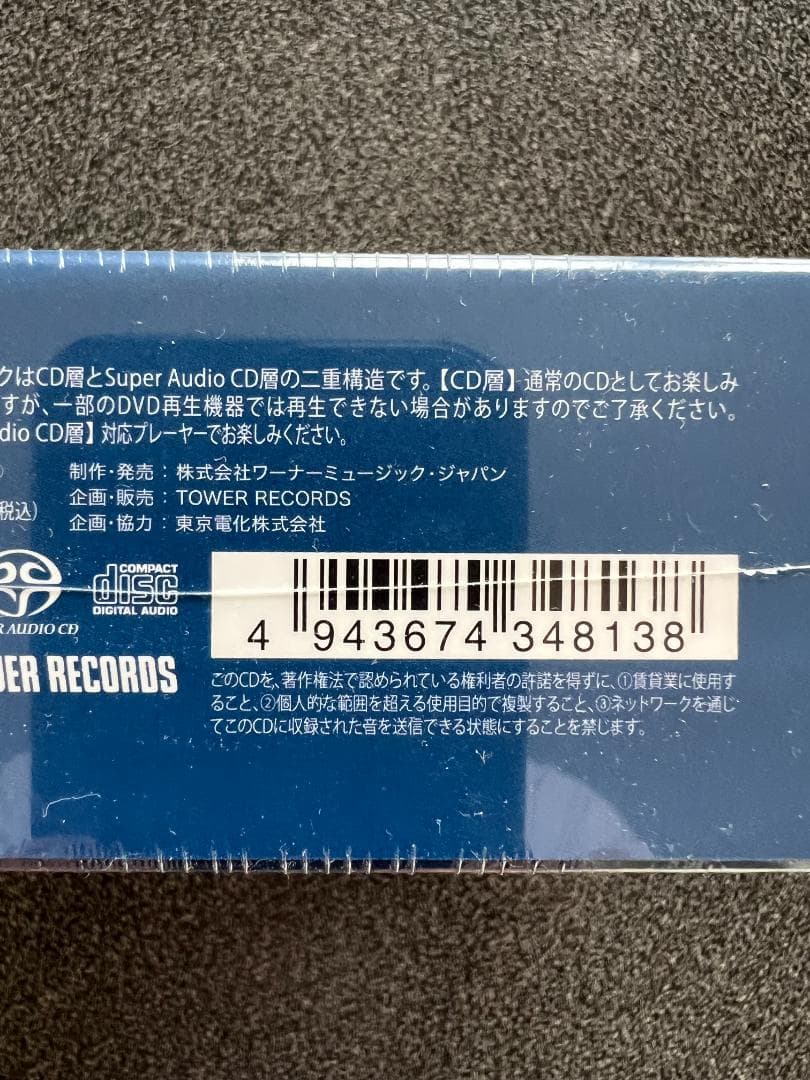 クはCD層とSuper Audio CD層の二重構造です。【CD層】通常のCDとしてお楽しみ
すが、一部のDVD再生機器では再生できない場合がありますのでご了承ください。
dio CD層】対応プレーヤーでお楽しみください。
制作・発売：株式会社ワーナーミュージック・ジャパン
企画・販売：TOWER RECORDS
税込)
企画・協力：東京電化株式会社
COMPACT
disc
DIGITAL AUDIO
R AUDIO CD
WER RECORDS
4 943674 348138
このCDを、著作権法で認められている権利者の許諾を得ずに、①賃貸業に使用す
ること、②個人的な範囲を超える使用目的で複製すること、③ネットワークを通じ
てこのCDに収録された音を送信できる状態にすることを禁じます。